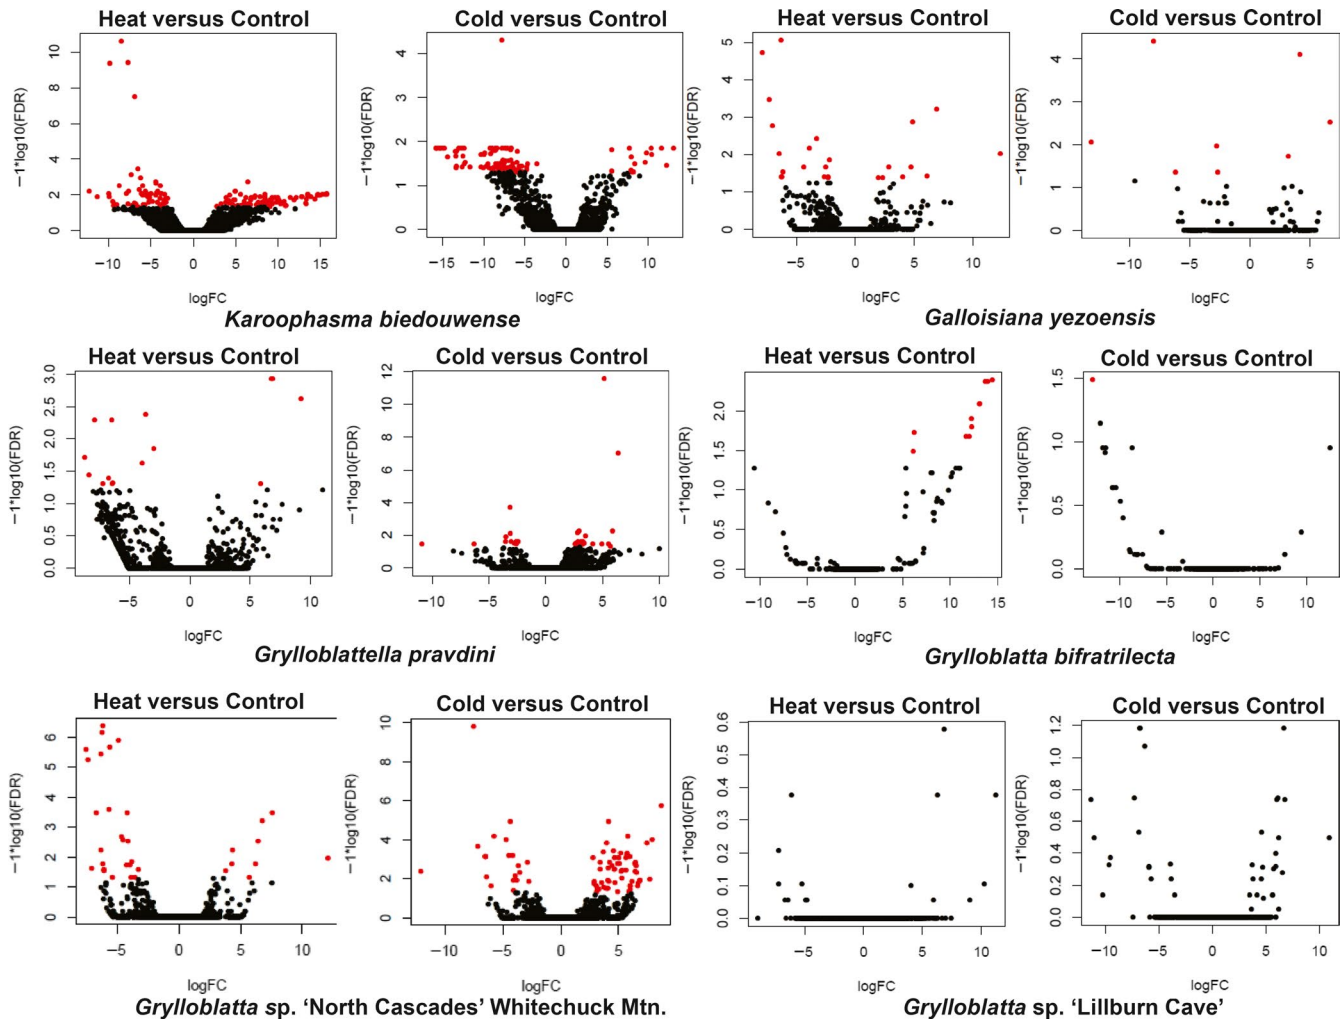 Heat versus Control
Cold versus Control
Heat versus Control
Cold versus Control
−1*log10(FDR)
0 2 4 6 8 10
−10 −5 0 5 10 15
logFC
−1*log10(FDR)
0 1 2 3 4
−15 −10 −5 0 5 10
logFC
−1*log10(FDR)
0 1 2 3 4 5
−5 0 5 10
logFC
−1*log10(FDR)
0 1 2 3 4
−10 −5 0 5
logFC
Karoophasma biedouwense
Galloisiana yezoensis
Heat versus Control
Cold versus Control
Heat versus Control
Cold versus Control
−1*log10(FDR)
0.0 0.5 1.0 1.5 2.0 2.5 3.0
−5 0 5 10
logFC
−1*log10(FDR)
0 2 4 6 8 10 12
−10 −5 0 5 10
logFC
−1*log10(FDR)
0.0 0.5 1.0 1.5 2.0
−10 −5 0 5 10 15
logFC
−1*log10(FDR)
0.0 0.5 1.0 1.5
−10 −5 0 5 10
logFC
Grylloblattella pravdini
Grylloblatta bifratrilecta
Heat versus Control
Cold versus Control
Heat versus Control
Cold versus Control
−1*log10(FDR)
0 1 2 3 4 5 6
−5 0 5 10
logFC
−1*log10(FDR)
0 2 4 6 8 10
−10 −5 0 5
logFC
−1*log10(FDR)
0.0 0.1 0.2 0.3 0.4 0.5 0.6
−5 0 5 10
logFC
−1*log10(FDR)
0.0 0.2 0.4 0.6 0.8 1.0 1.2
−10 −5 0 5 10
logFC
Grylloblatta sp. ‘North Cascades’ Whitechuck Mtn.
Grylloblatta sp. ‘Lillburn Cave’